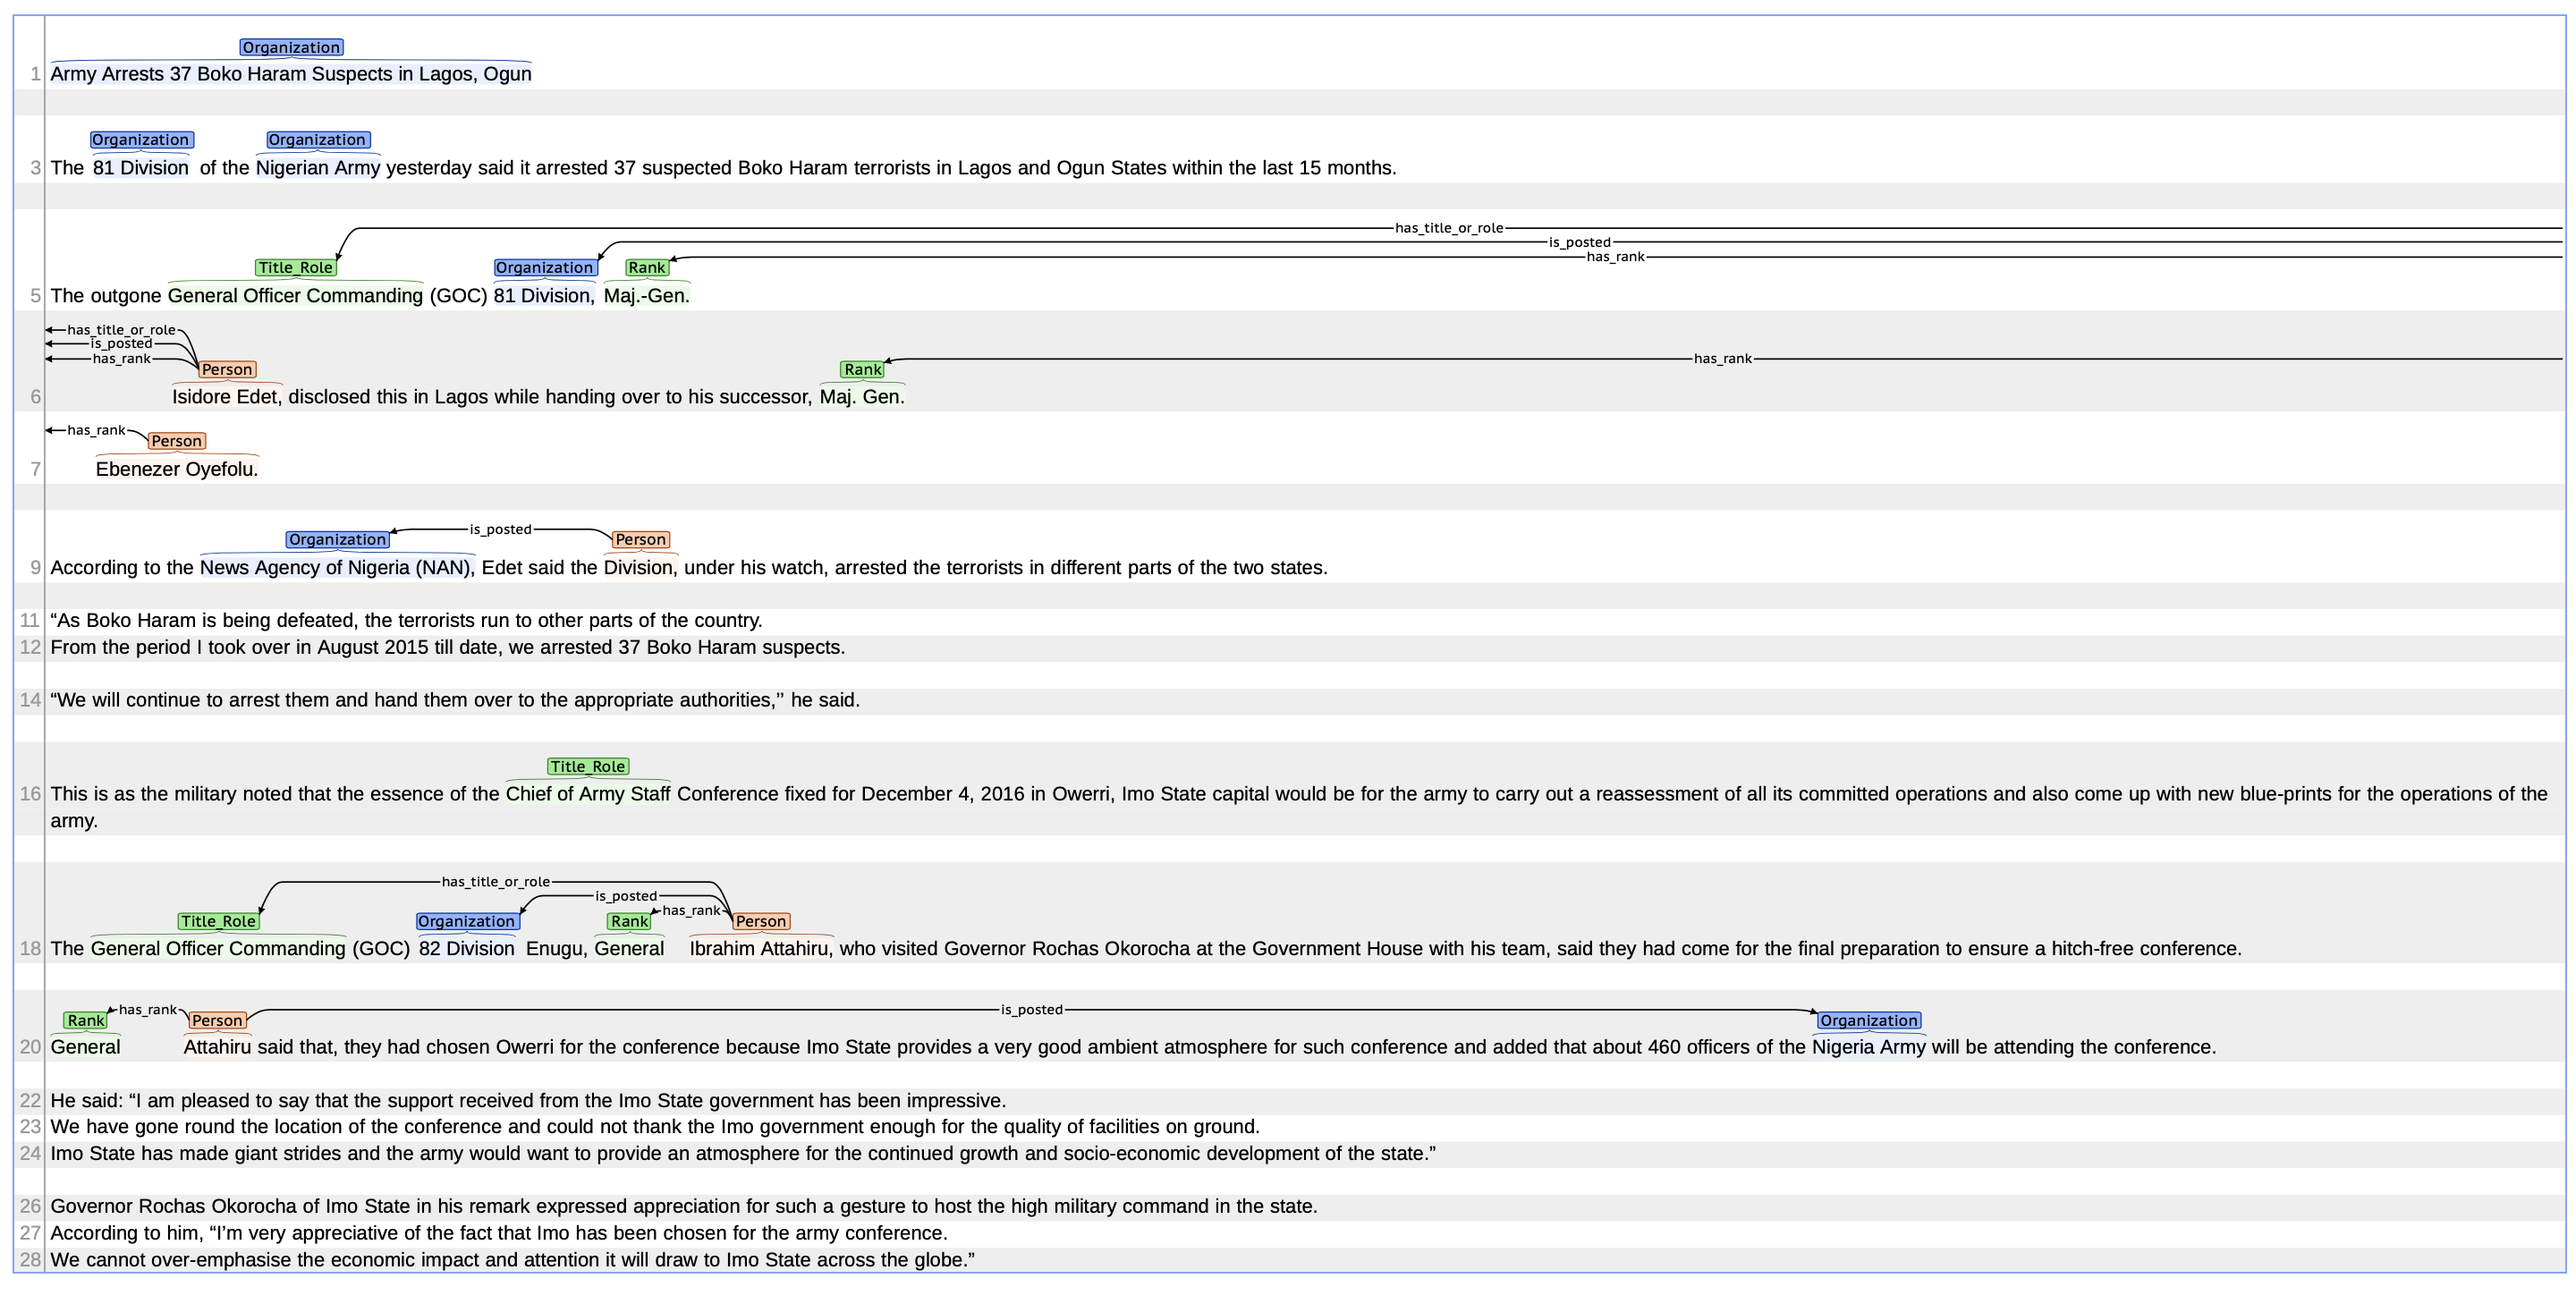 Organization
1 Army Arrests 37 Boko Haram Suspects in Lagos, Ogun
Organization Organization
3 The 81 Division of the Nigerian Army yesterday said it arrested 37 suspected Boko Haram terrorists in Lagos and Ogun States within the last 15 months.
has_title_or_role
is_posted
has_rank
Title_Role Organization Rank
5 The outgone General Officer Commanding (GOC) 81 Division, Maj.-Gen.
has_title_or_role
is_posted
has_rank has_rank
Person Rank
6 Isidore Edet, disclosed this in Lagos while handing over to his successor, Maj. Gen.
has_rank
Person
7 Ebenezer Oyefolu.
is_posted
Organization Person
9 According to the News Agency of Nigeria (NAN), Edet said the Division, under his watch, arrested the terrorists in different parts of the two states.
11 “As Boko Haram is being defeated, the terrorists run to other parts of the country.
12 From the period I took over in August 2015 till date, we arrested 37 Boko Haram suspects.
14 “We will continue to arrest them and hand them over to the appropriate authorities,’’ he said.
Title_Role
16 This is as the military noted that the essence of the Chief of Army Staff Conference fixed for December 4, 2016 in Owerri, Imo State capital would be for the army to carry out a reassessment of all its committed operations and also come up with new blue-prints for the operations of the
army.
has_title_or_role
is_posted
has_rank
Title_Role Organization Rank Person
18 The General Officer Commanding (GOC) 82 Division Enugu, General Ibrahim Attahiru, who visited Governor Rochas Okorocha at the Government House with his team, said they had come for the final preparation to ensure a hitch-free conference.
has_rank is_posted
Rank Person Organization
20 General Attahiru said that, they had chosen Owerri for the conference because Imo State provides a very good ambient atmosphere for such conference and added that about 460 officers of the Nigeria Army will be attending the conference.
22 He said: “I am pleased to say that the support received from the Imo State government has been impressive.
23 We have gone round the location of the conference and could not thank the Imo government enough for the quality of facilities on ground.
24 Imo State has made giant strides and the army would want to provide an atmosphere for the continued growth and socio-economic development of the state.”
26 Governor Rochas Okorocha of Imo State in his remark expressed appreciation for such a gesture to host the high military command in the state.
27 According to him, “I’m very appreciative of the fact that Imo has been chosen for the army conference.
28 We cannot over-emphasise the economic impact and attention it will draw to Imo State across the globe.”